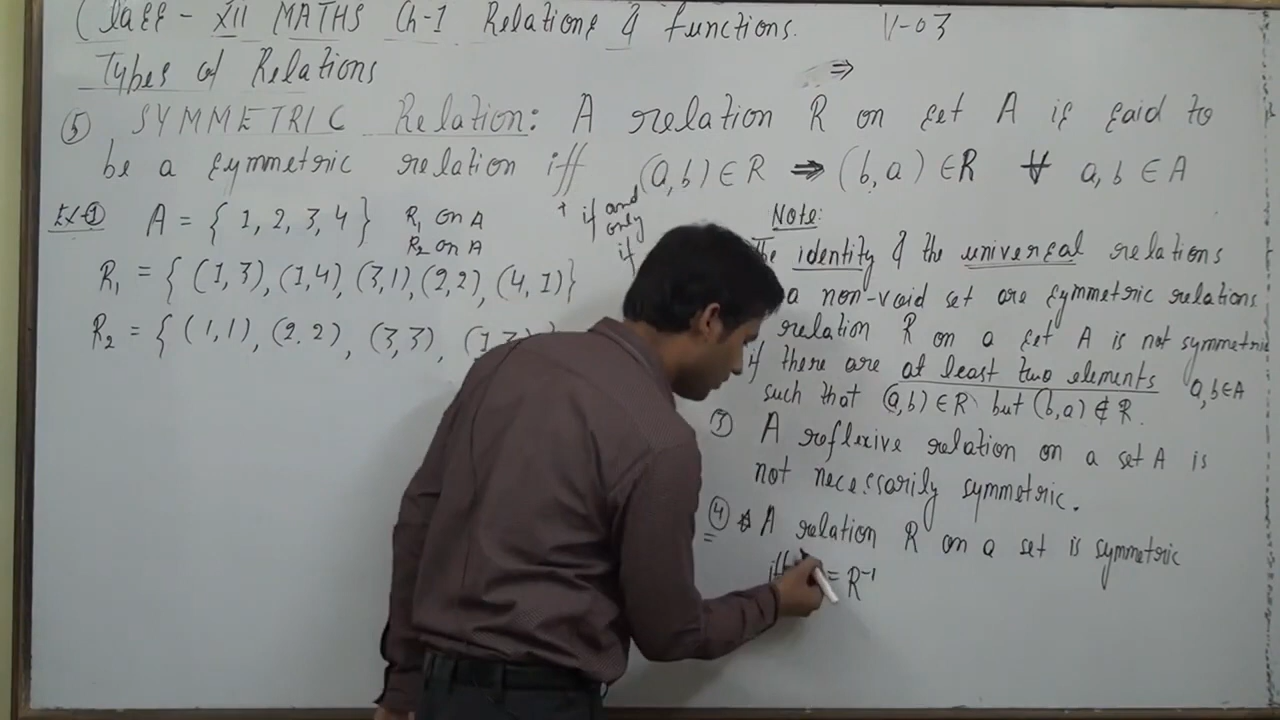 Class - XII MATHS Ch-1 Relations & functions. V-03
Types of Relations
⇒
⑤ SYMMETRIC Relation: A relation R on set A is said to
be a symmetric relation iff (a,b) ∈ R ⇒ (b,a) ∈ R ∀ a,b ∈ A
if and
only
if
Ex ① A = { 1, 2, 3, 4 } R₁ on A
R₂ on A
R₁ = { (1,3), (1,4), (3,1), (2,2), (4,1)}
R₂ = { (1,1), (2,2), (3,3),
Note:
The identity & the universal relations
a non-void set are symmetric relations
relation R on a set A is not symmetric
if there are at least two elements a,b∈A
such that (a,b) ∈ R but (b,a) ∉ R.
③ A reflexive relation on a set A is
not necessarily symmetric.
④ A relation R on a set is symmetric
iff = R⁻¹